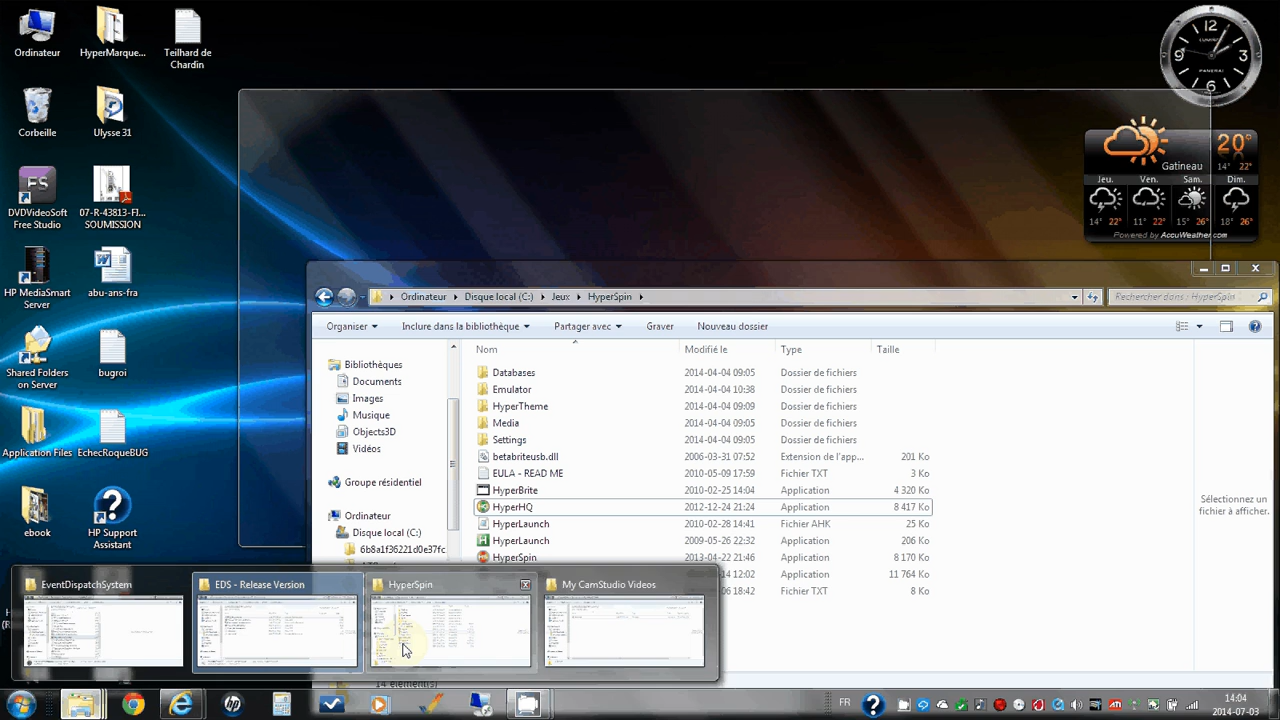 Ordinateur
HyperMarque...
Teilhard de
Chardin
Corbeille
Ulysse 31
DVDVideoSoft
Free Studio
07-R-43813-FI...
SOUMISSION
HP MediaSmart
Server
abu-ans-fra
Shared Folders
on Server
bugroi
Application Files
EchecRoqueBUG
ebook
HP Support
Assistant
12
3
6
9
PANERAI
20°
14° 22°
Gatineau
Jeu. Ven. Sam. Dim.
14° 22° 11° 22° 15° 26° 18° 26°
Powered by AccuWeather.com
Ordinateur Disque local (C:) Jeux HyperSpin
Rechercher dans : HyperSpin
Organiser Inclure dans la bibliothèque Partager avec Graver Nouveau dossier
Bibliothèques
Documents
Images
Musique
Objects3D
Vidéos
Groupe résidentiel
Ordinateur
Disque local (C:)
6b8a1f36221d0e37fc
Nom Modifié le Type Taille
Databases 2014-04-04 09:05 Dossier de fichiers
Emulator 2014-04-04 10:38 Dossier de fichiers
HyperTheme 2014-04-04 09:09 Dossier de fichiers
Media 2014-04-04 09:05 Dossier de fichiers
Settings 2014-04-04 09:05 Dossier de fichiers
betabriteusb.dll 2006-03-31 07:52 Extension de l'app... 201 Ko
EULA - READ ME 2010-05-09 17:59 Fichier TXT 3 Ko
HyperBrite 2010-02-25 14:04 Application 4 320 Ko
HyperHQ 2012-12-24 21:24 Application 8 417 Ko
HyperLaunch 2010-02-28 14:41 Fichier AHK 25 Ko
HyperLaunch 2009-05-26 22:32 Application 206 Ko
HyperSpin 2013-04-22 21:46 Application 8 170 Ko
12:02 Application 11 764 Ko
18:42 Fichier TXT 8 Ko
Sélectionnez un
fichier à afficher.
EventDispatchSystem
EDS - Release Version
HyperSpin
My CamStudio Videos
14 élément(s)
FR
14:04
2014-07-03